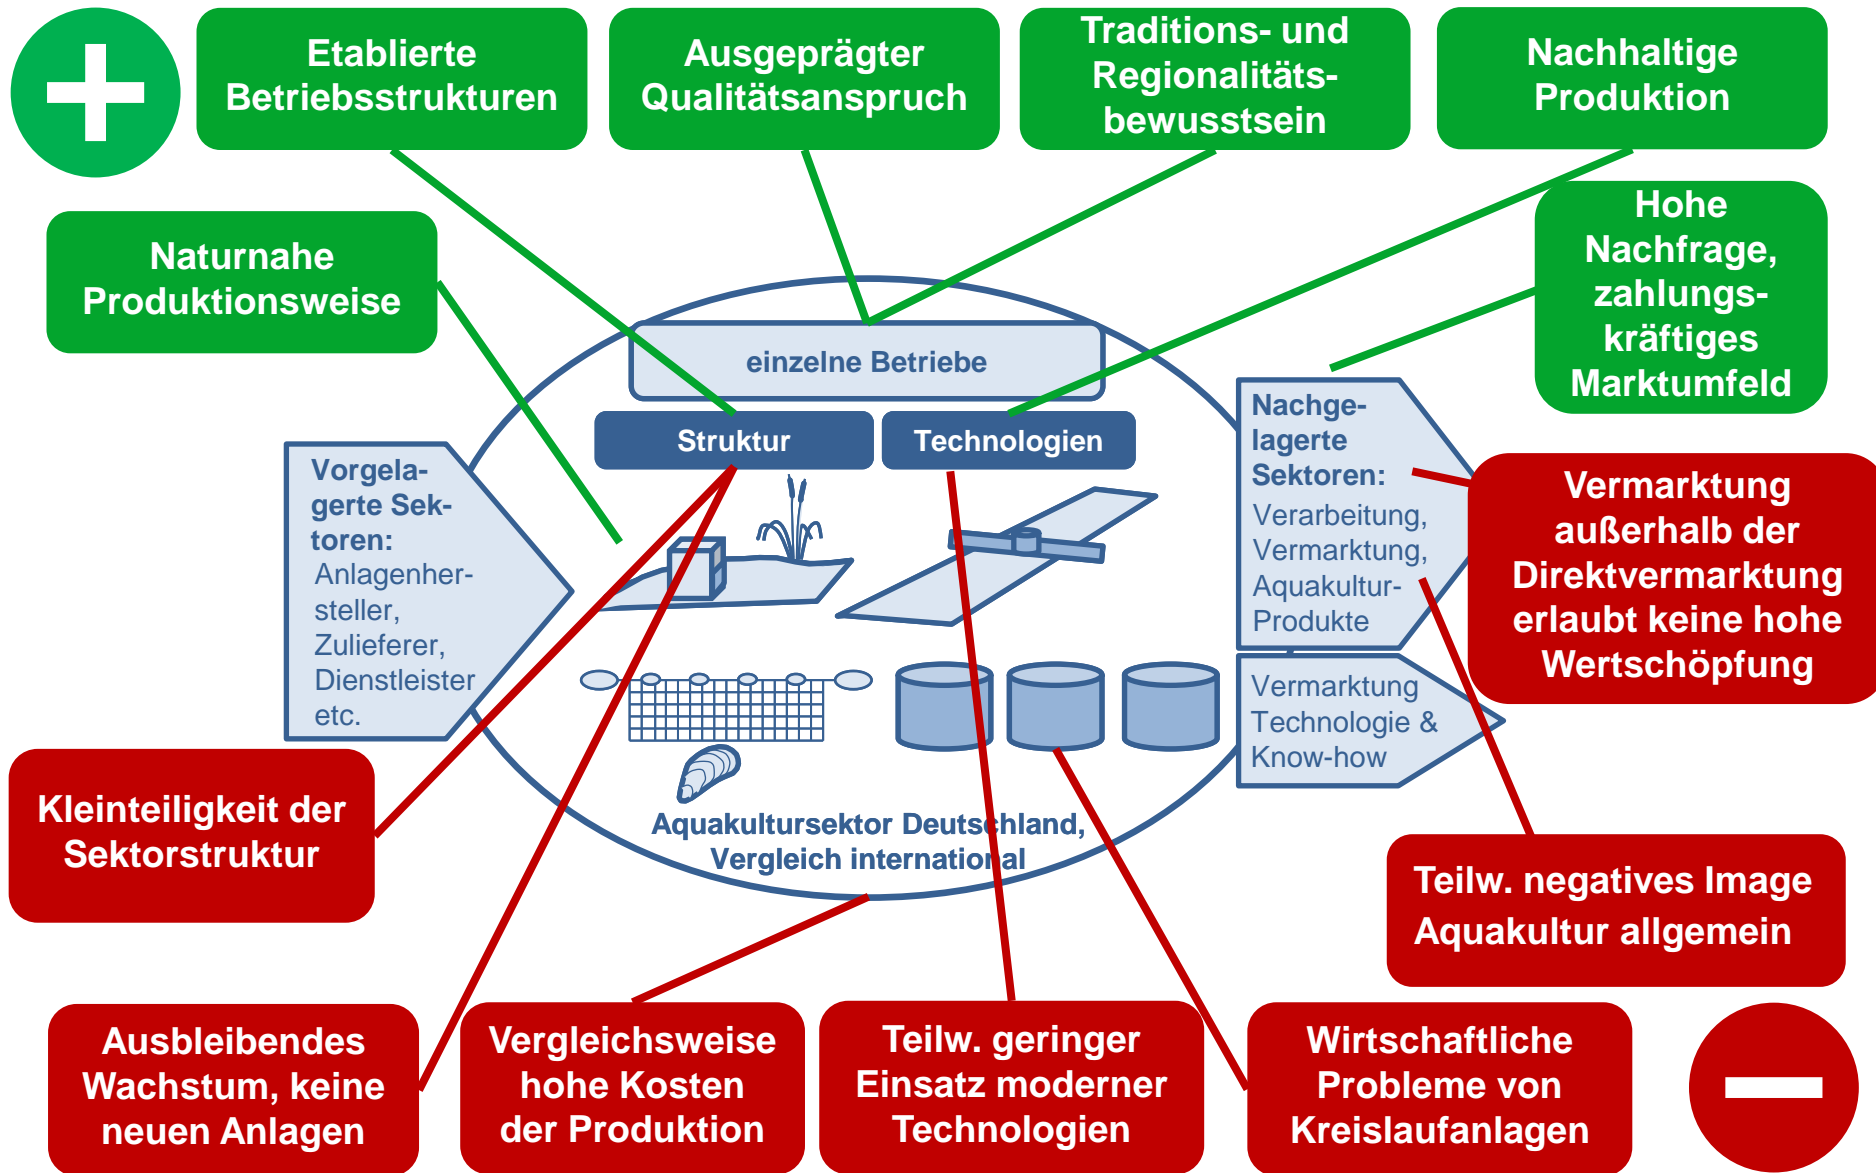 Etablierte
Betriebsstrukturen
Ausgeprägter
Qualitätsanspruch
Traditions- und
Regionalitäts-
bewusstsein
Nachhaltige
Produktion
Naturnahe
Produktionsweise
Hohe
Nachfrage,
zahlungs-
kräftiges
Marktumfeld
einzelne Betriebe
Struktur
Technologien
Vorgela-
gerte Sek-
toren:
Anlagenher-
steller,
Zulieferer,
Dienstleister
etc.
Nachge-
lagerte
Sektoren:
Verarbeitung,
Vermarktung,
Aquakultur-
Produkte
Vermarktung
außerhalb der
Direktvermarktung
erlaubt keine hohe
Wertschöpfung
Vermarktung
Technologie &
Know-how
Kleinteiligkeit der
Sektorstruktur
Aquakultursektor Deutschland,
Vergleich international
Teilw. negatives Image
Aquakultur allgemein
Ausbleibendes
Wachstum, keine
neuen Anlagen
Vergleichsweise
hohe Kosten
der Produktion
Teilw. geringer
Einsatz moderner
Technologien
Wirtschaftliche
Probleme von
Kreislaufanlagen